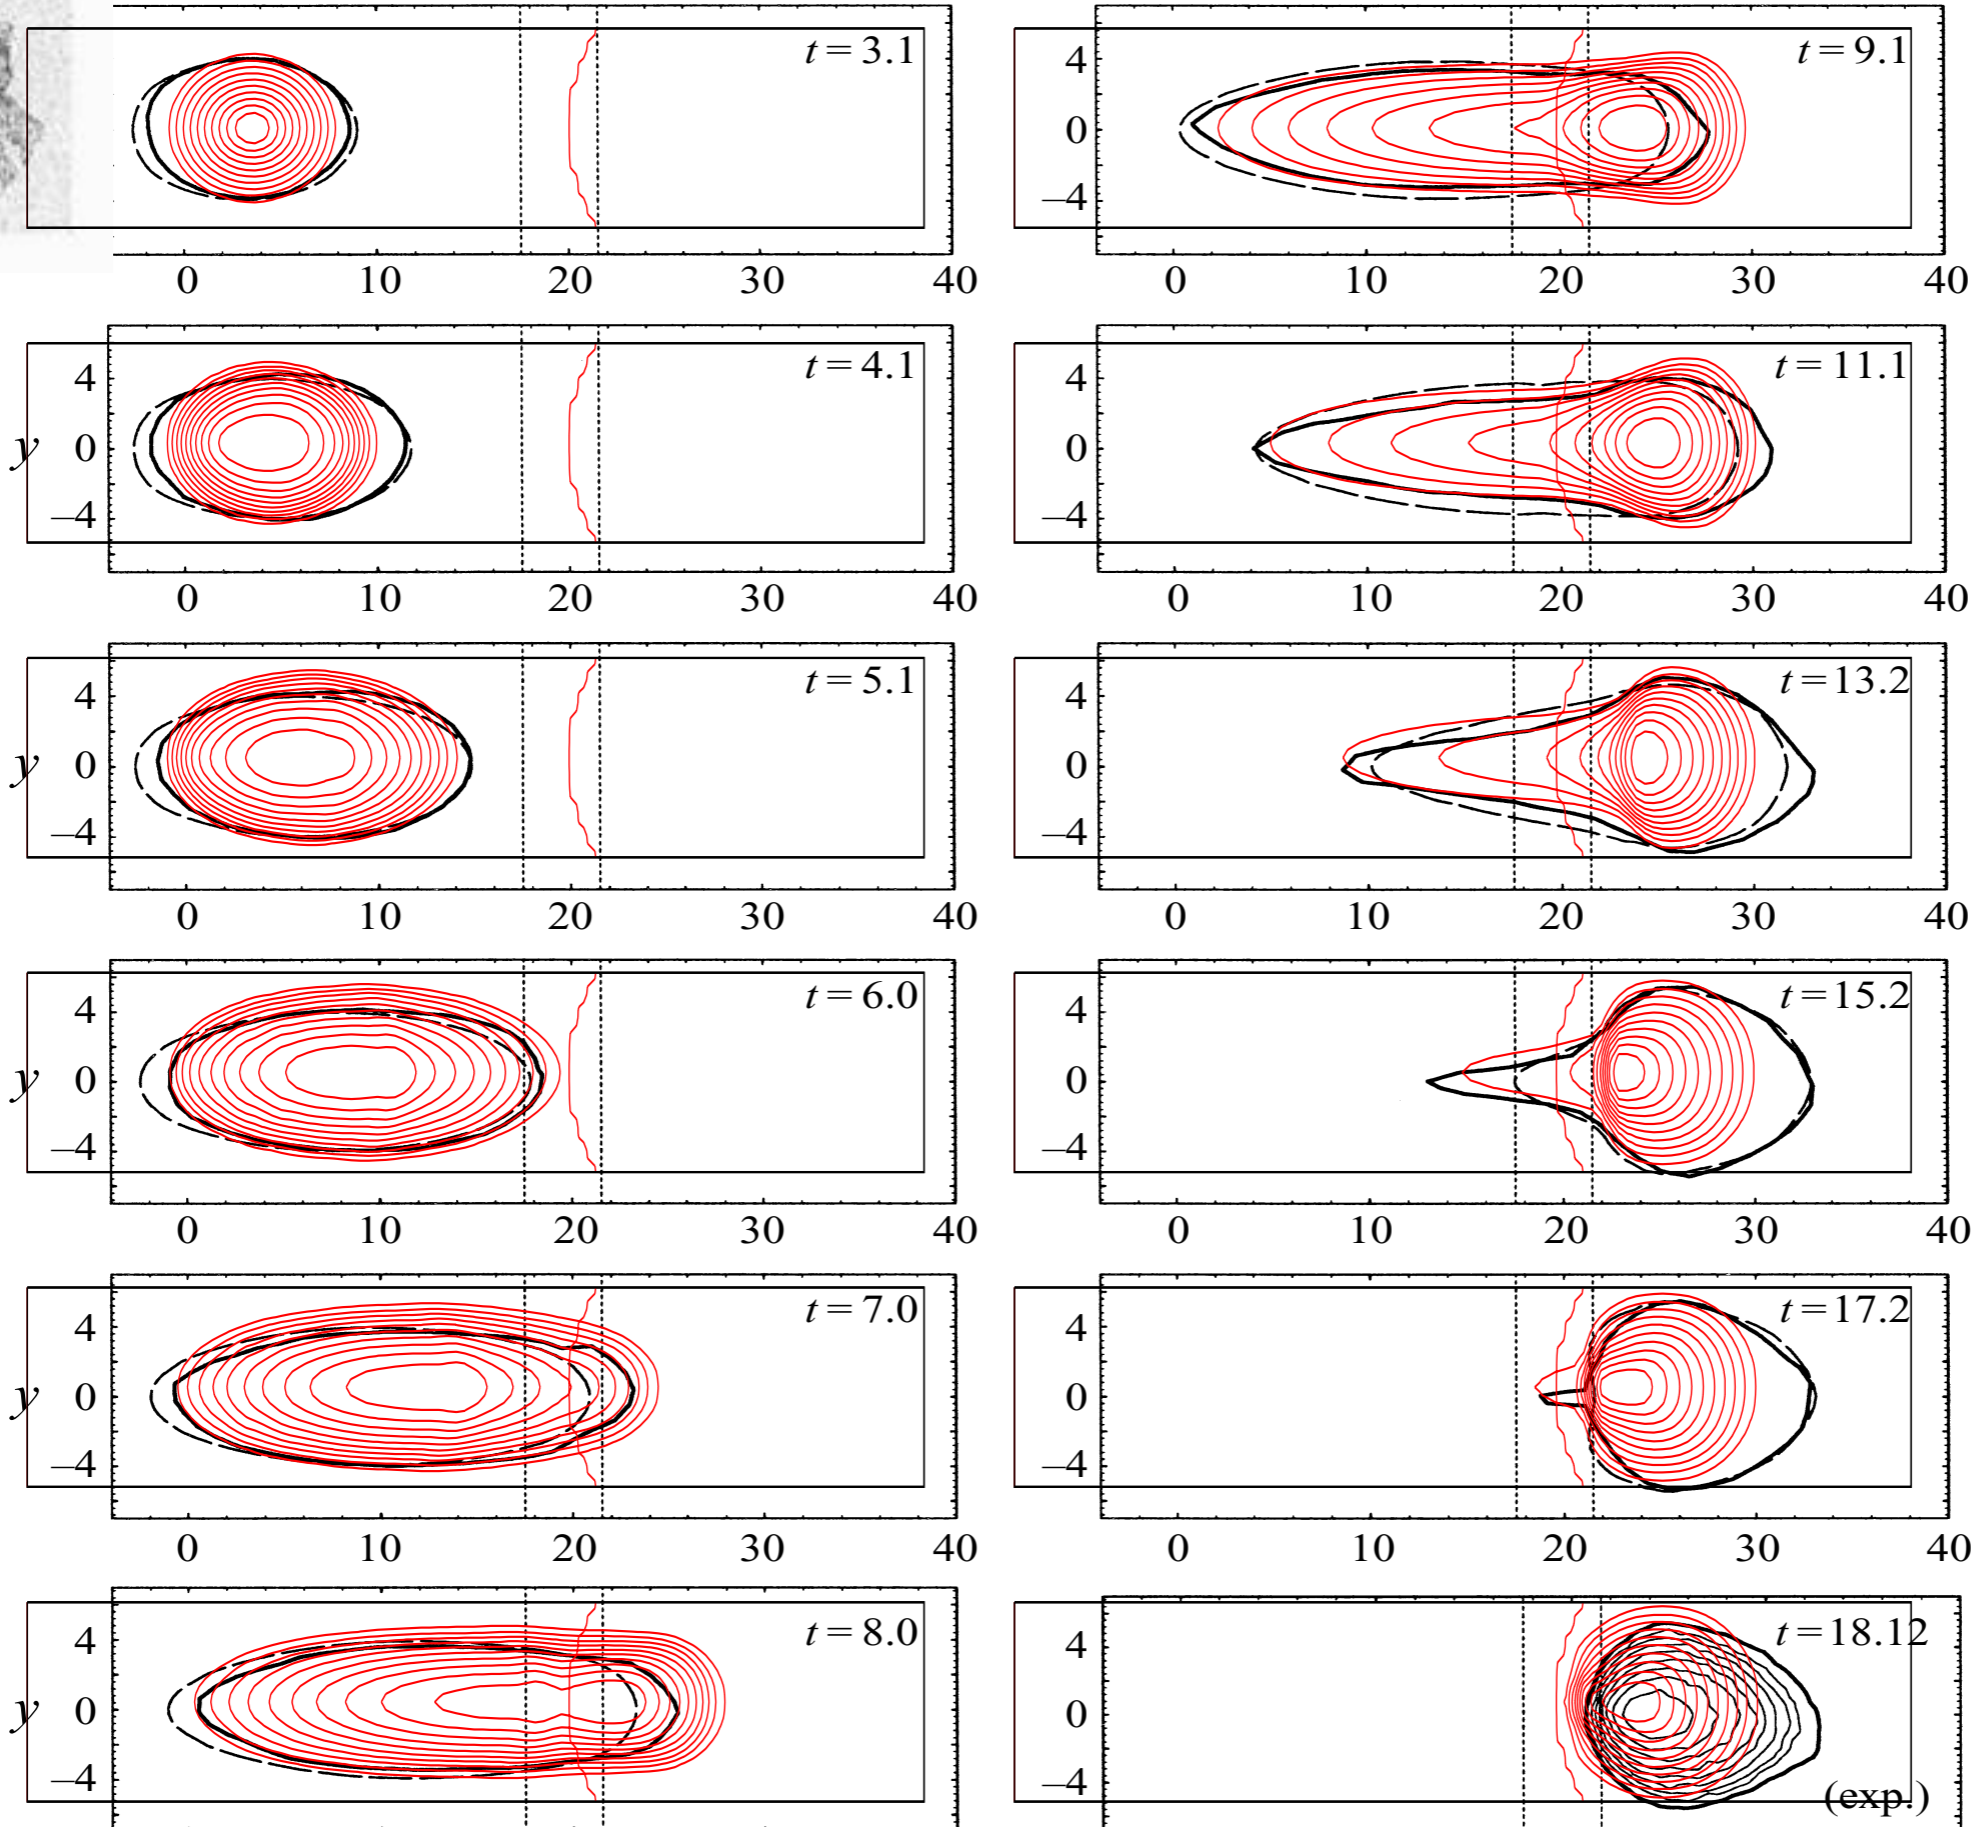 t = 3.1
0 10 20 30 40
4
y 0
−4
t = 4.1
0 10 20 30 40
4
y 0
−4
t = 5.1
0 10 20 30 40
4
y 0
−4
t = 6.0
0 10 20 30 40
4
y 0
−4
t = 7.0
0 10 20 30 40
4
y 0
−4
t = 8.0
4
0
−4
t = 9.1
0 10 20 30 40
4
0
−4
t = 11.1
0 10 20 30 40
4
0
−4
t = 13.2
0 10 20 30 40
4
0
−4
t = 15.2
0 10 20 30 40
4
0
−4
t = 17.2
0 10 20 30 40
4
0
−4
t = 18.12
(exp.)